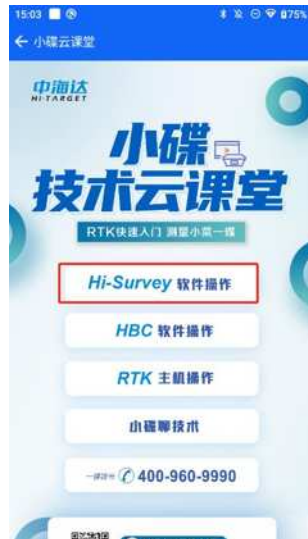 15:03
75%
← 小碟云课堂
中海达
HI-TARGET
小碟
技术云课堂
RTK快速入门 测量小菜一碟
Hi-Survey 软件操作
HBC 软件操作
RTK 主机操作
小碟聊技术
400-960-9990